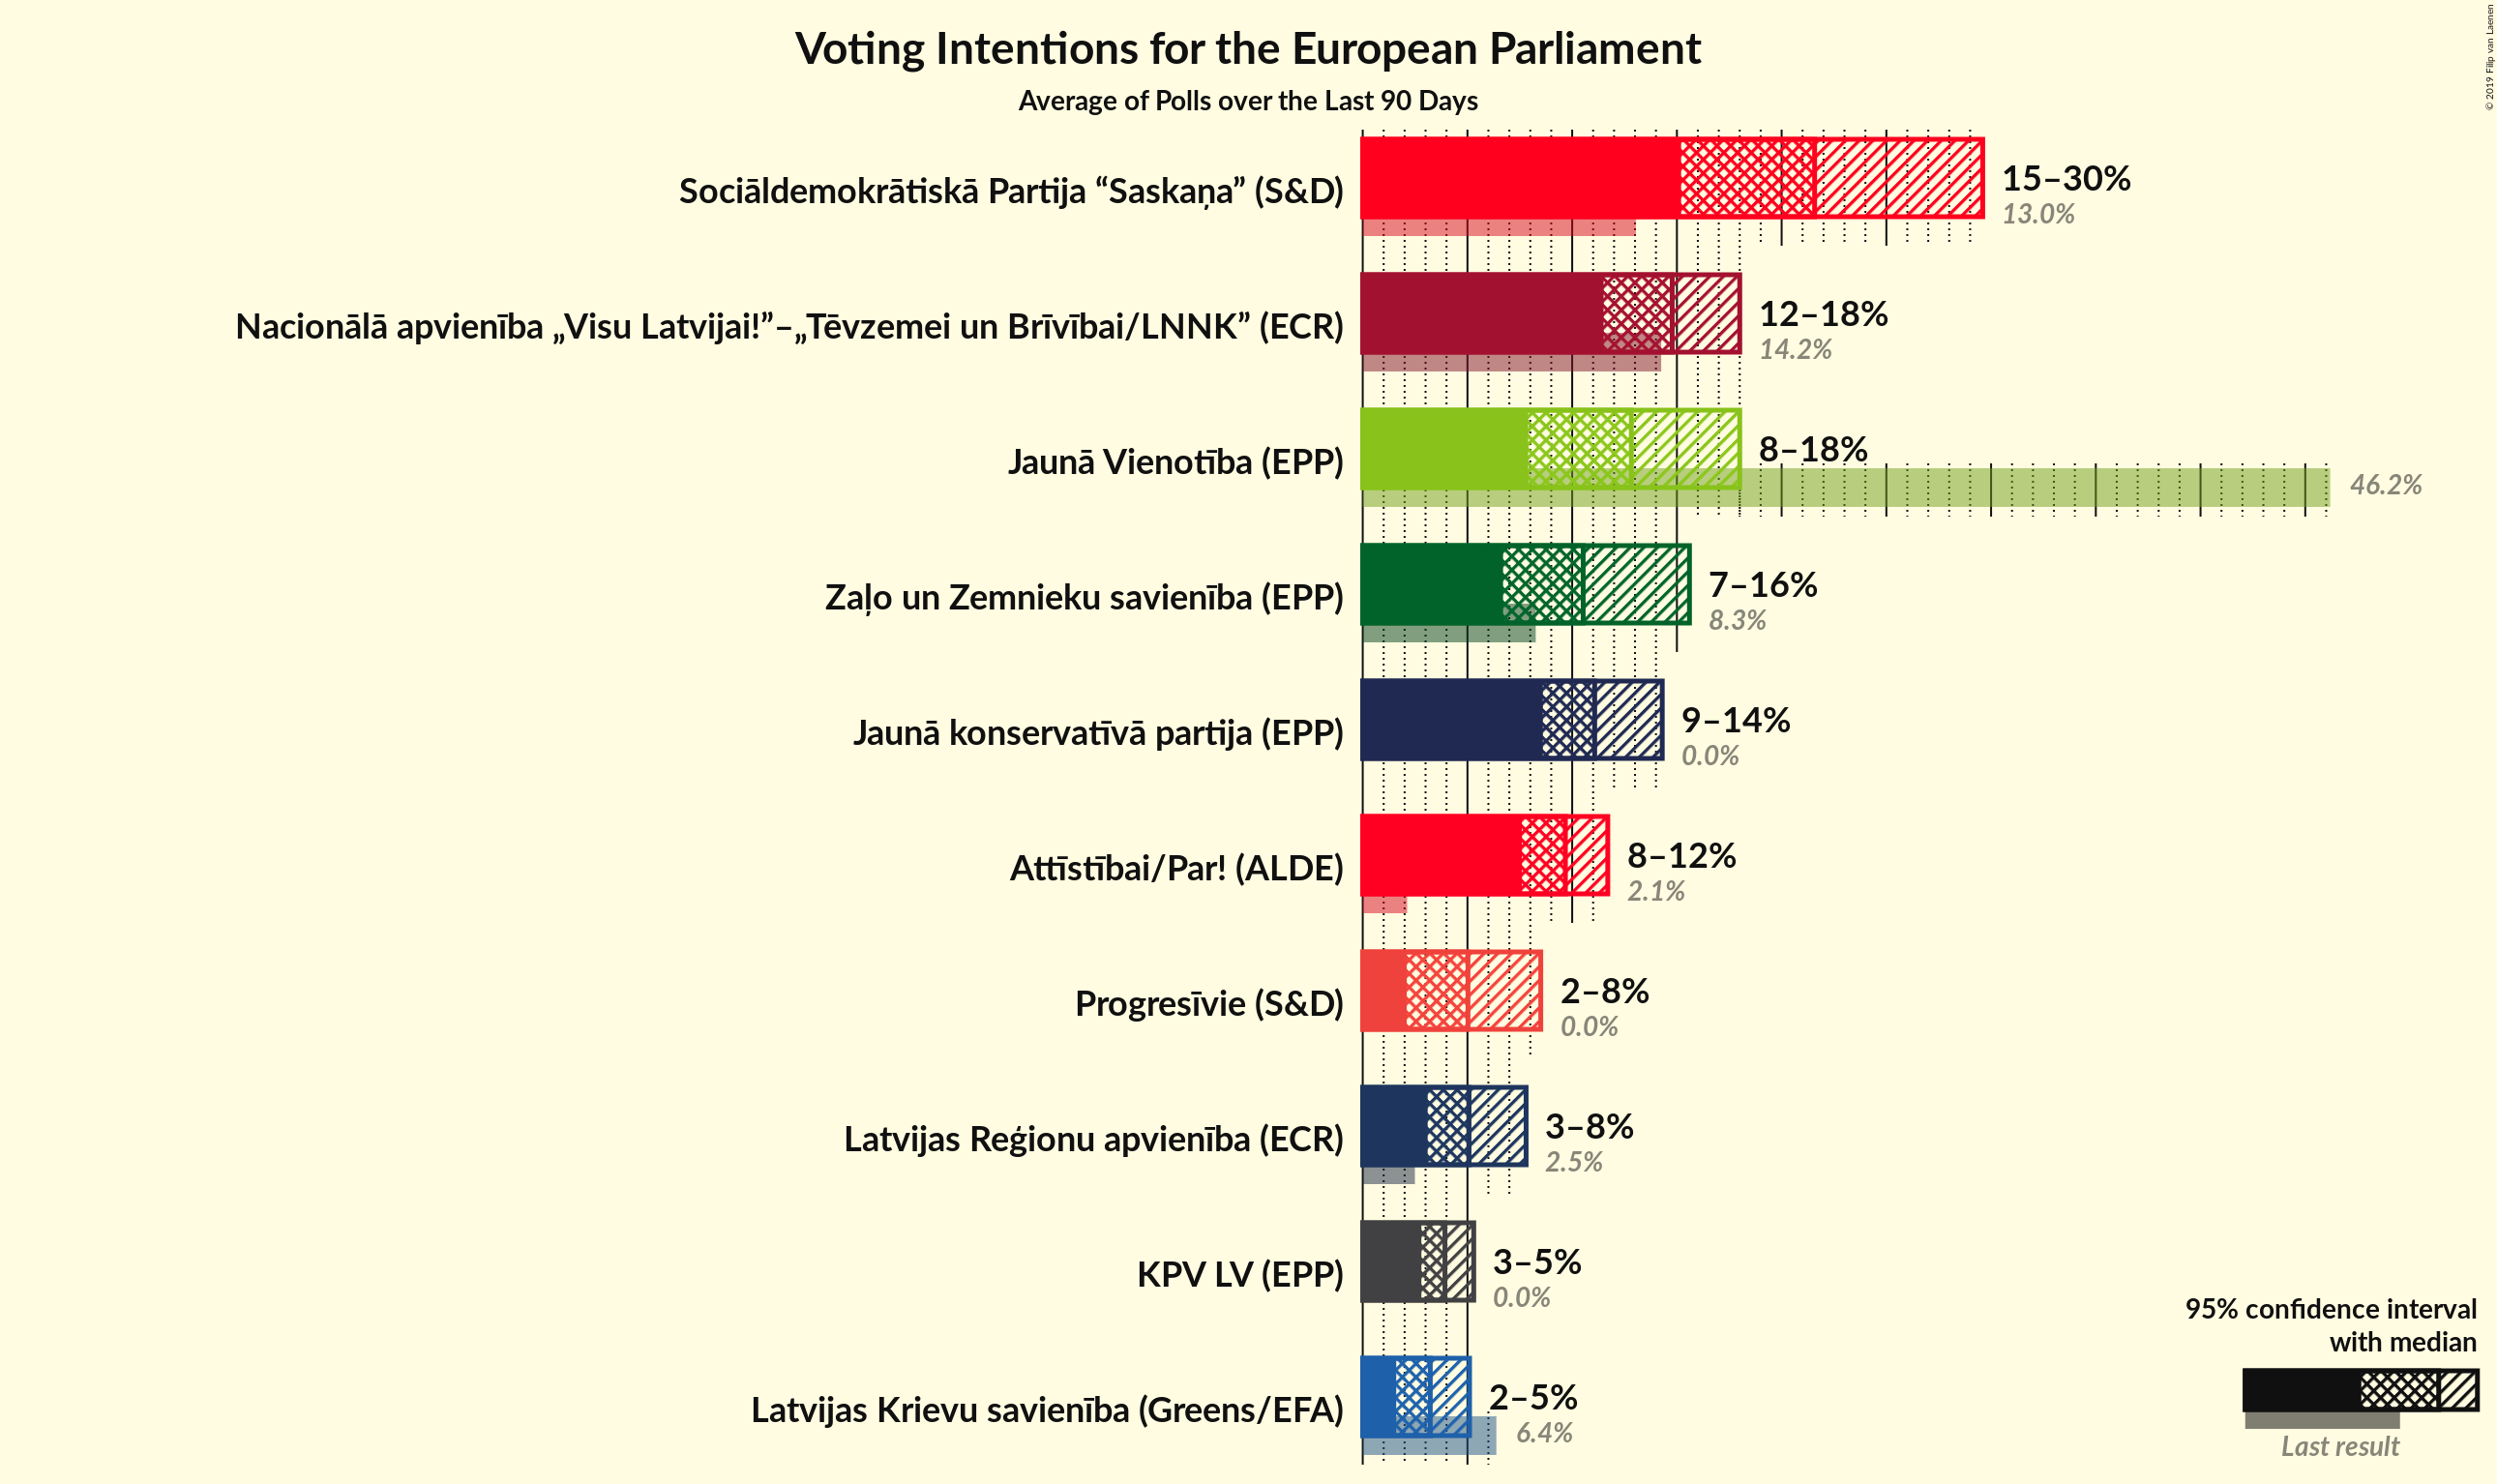 Voting Intentions for the European Parliament
Average of Polls over the Last 90 Days
© 2019 Filip van Laenen
Sociāldemokrātiskā Partija “Saskaņa” (S&D)
15–30%
13.0%
Nacionālā apvienība „Visu Latvijai!”–„Tēvzemei un Brīvībai/LNNK” (ECR)
12–18%
14.2%
Jaunā Vienotība (EPP)
8–18%
46.2%
Zaļo un Zemnieku savienība (EPP)
7–16%
8.3%
Jaunā konservatīvā partija (EPP)
9–14%
0.0%
Attīstībai/Par! (ALDE)
8–12%
2.1%
Progresīvie (S&D)
2–8%
0.0%
Latvijas Reģionu apvienība (ECR)
3–8%
2.5%
KPV LV (EPP)
3–5%
0.0%
Latvijas Krievu savienība (Greens/EFA)
2–5%
6.4%
95% confidence interval
with median
Last result